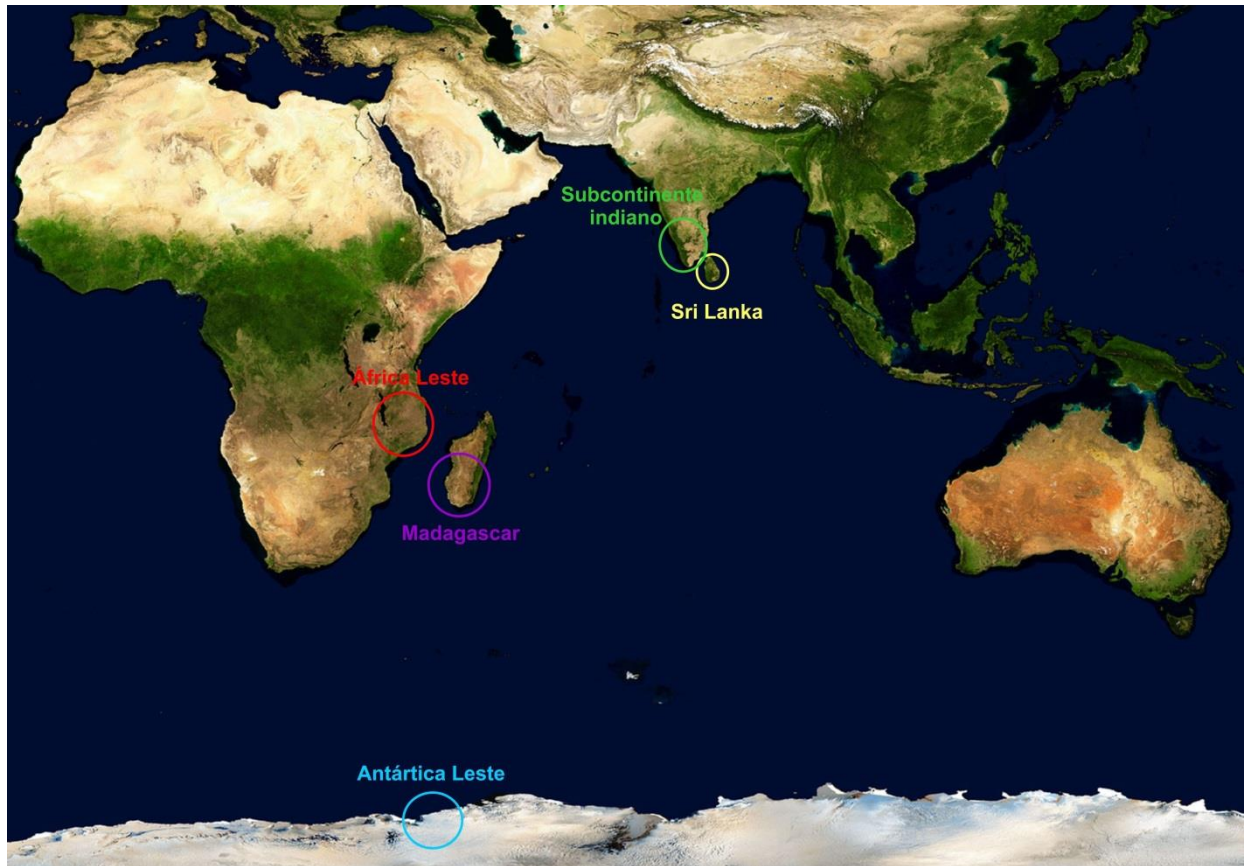 Subcontinente
indiano
Sri Lanka
África Leste
Madagascar
Antártica Leste